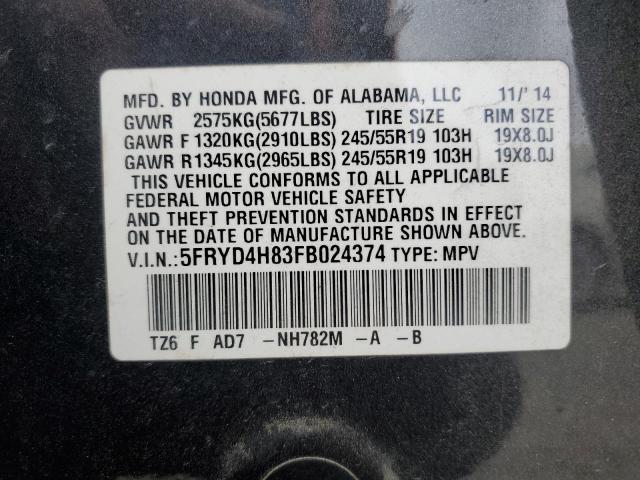 MFD. BY HONDA MFG. OF ALABAMA, LLC 11/'14
GVWR 2575KG(5677LBS) TIRE SIZE RIM SIZE
GAWR F 1320KG(2910LBS) 245/55R19 103H 19X8.0J
GAWR R 1345KG(2965LBS) 245/55R19 103H 19X8.0J
THIS VEHICLE CONFORMS TO ALL APPLICABLE
FEDERAL MOTOR VEHICLE SAFETY
AND THEFT PREVENTION STANDARDS IN EFFECT
ON THE DATE OF MANUFACTURE SHOWN ABOVE.
V.I.N.: 5FRYD4H83FB024374 TYPE: MPV
TZ6 F AD7 -NH782M -A -B